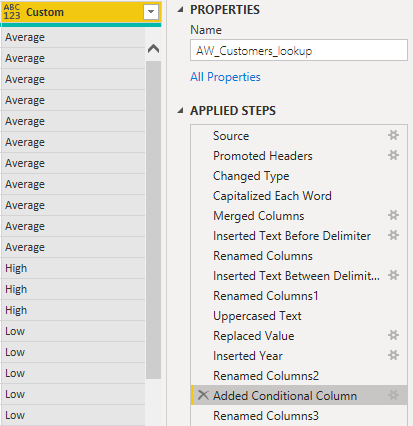 ABC
123 Custom
Average
Average
Average
Average
Average
Average
Average
Average
Average
Average
Average
High
High
High
Low
Low
Low
Low
Low
PROPERTIES
Name
AW_Customers_lookup
All Properties
APPLIED STEPS
Source
Promoted Headers
Changed Type
Capitalized Each Word
Merged Columns
Inserted Text Before Delimiter
Renamed Columns
Inserted Text Between Delimit...
Renamed Columns1
Uppercased Text
Replaced Value
Inserted Year
Renamed Columns2
Added Conditional Column
Renamed Columns3